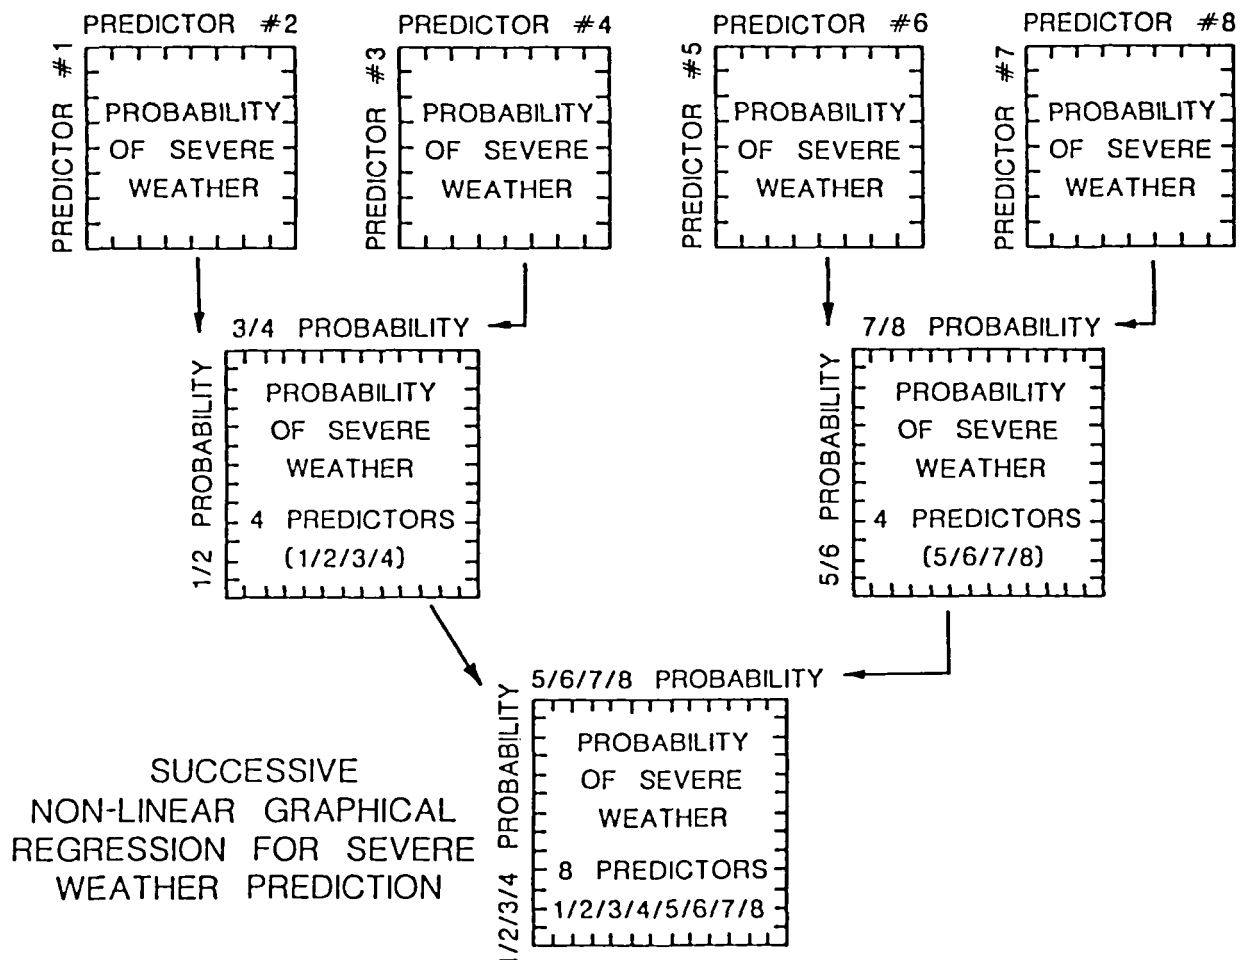 PREDICTOR #2
PREDICTOR #1
PROBABILITY
OF SEVERE
WEATHER
PREDICTOR #4
PREDICTOR #3
PROBABILITY
OF SEVERE
WEATHER
PREDICTOR #6
PREDICTOR #5
PROBABILITY
OF SEVERE
WEATHER
PREDICTOR #8
PREDICTOR #7
PROBABILITY
OF SEVERE
WEATHER
3/4 PROBABILITY
1/2 PROBABILITY
PROBABILITY
OF SEVERE
WEATHER
4 PREDICTORS
(1/2/3/4)
7/8 PROBABILITY
5/6 PROBABILITY
PROBABILITY
OF SEVERE
WEATHER
4 PREDICTORS
(5/6/7/8)
5/6/7/8 PROBABILITY
1/2/3/4 PROBABILITY
PROBABILITY
OF SEVERE
WEATHER
8 PREDICTORS
1/2/3/4/5/6/7/8
SUCCESSIVE
NON-LINEAR GRAPHICAL
REGRESSION FOR SEVERE
WEATHER PREDICTION